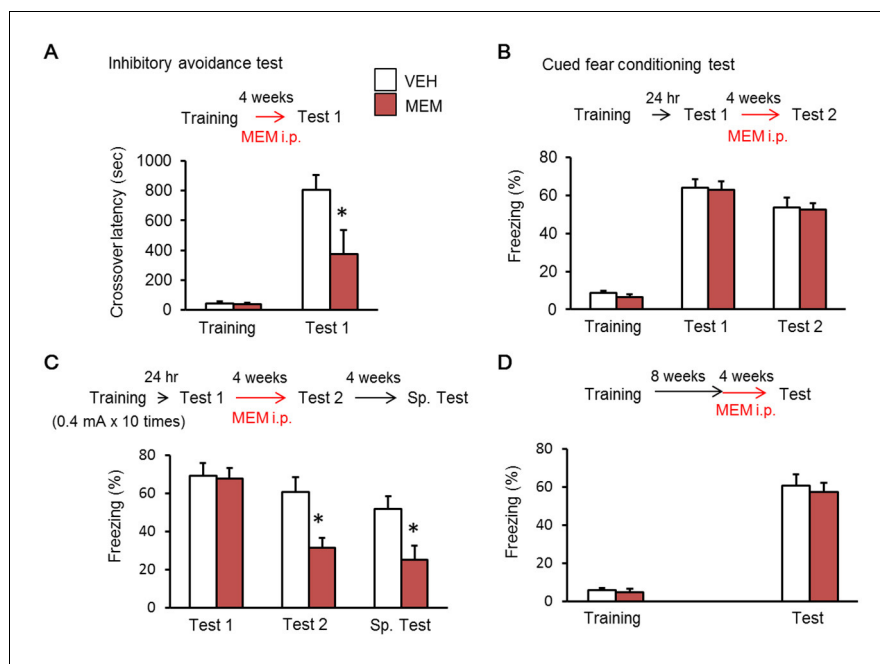 A
Inhibitory avoidance test
VEH
MEM
4 weeks
Training Test 1
MEM i.p.
Crossover latency (sec)
1000
800
600
400
200
0
*
Training Test 1
B
Cued fear conditioning test
24 hr 4 weeks
Training Test 1 Test 2
MEM i.p.
Freezing (%)
80
60
40
20
0
Training Test 1 Test 2
C
24 hr 4 weeks 4 weeks
Training Test 1 Test 2 Sp. Test
(0.4 mA x 10 times) MEM i.p.
Freezing (%)
80
60
40
20
0
* *
Test 1 Test 2 Sp. Test
D
8 weeks 4 weeks
Training Test
MEM i.p.
Freezing (%)
80
60
40
20
0
Training Test